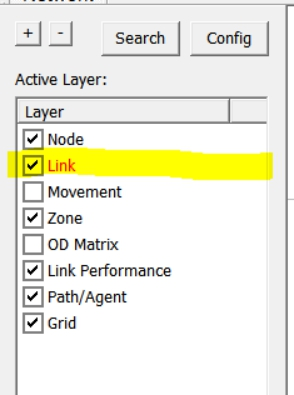 + - Search Config
Active Layer:
Layer
Node
Link
Movement
Zone
OD Matrix
Link Performance
Path/Agent
Grid